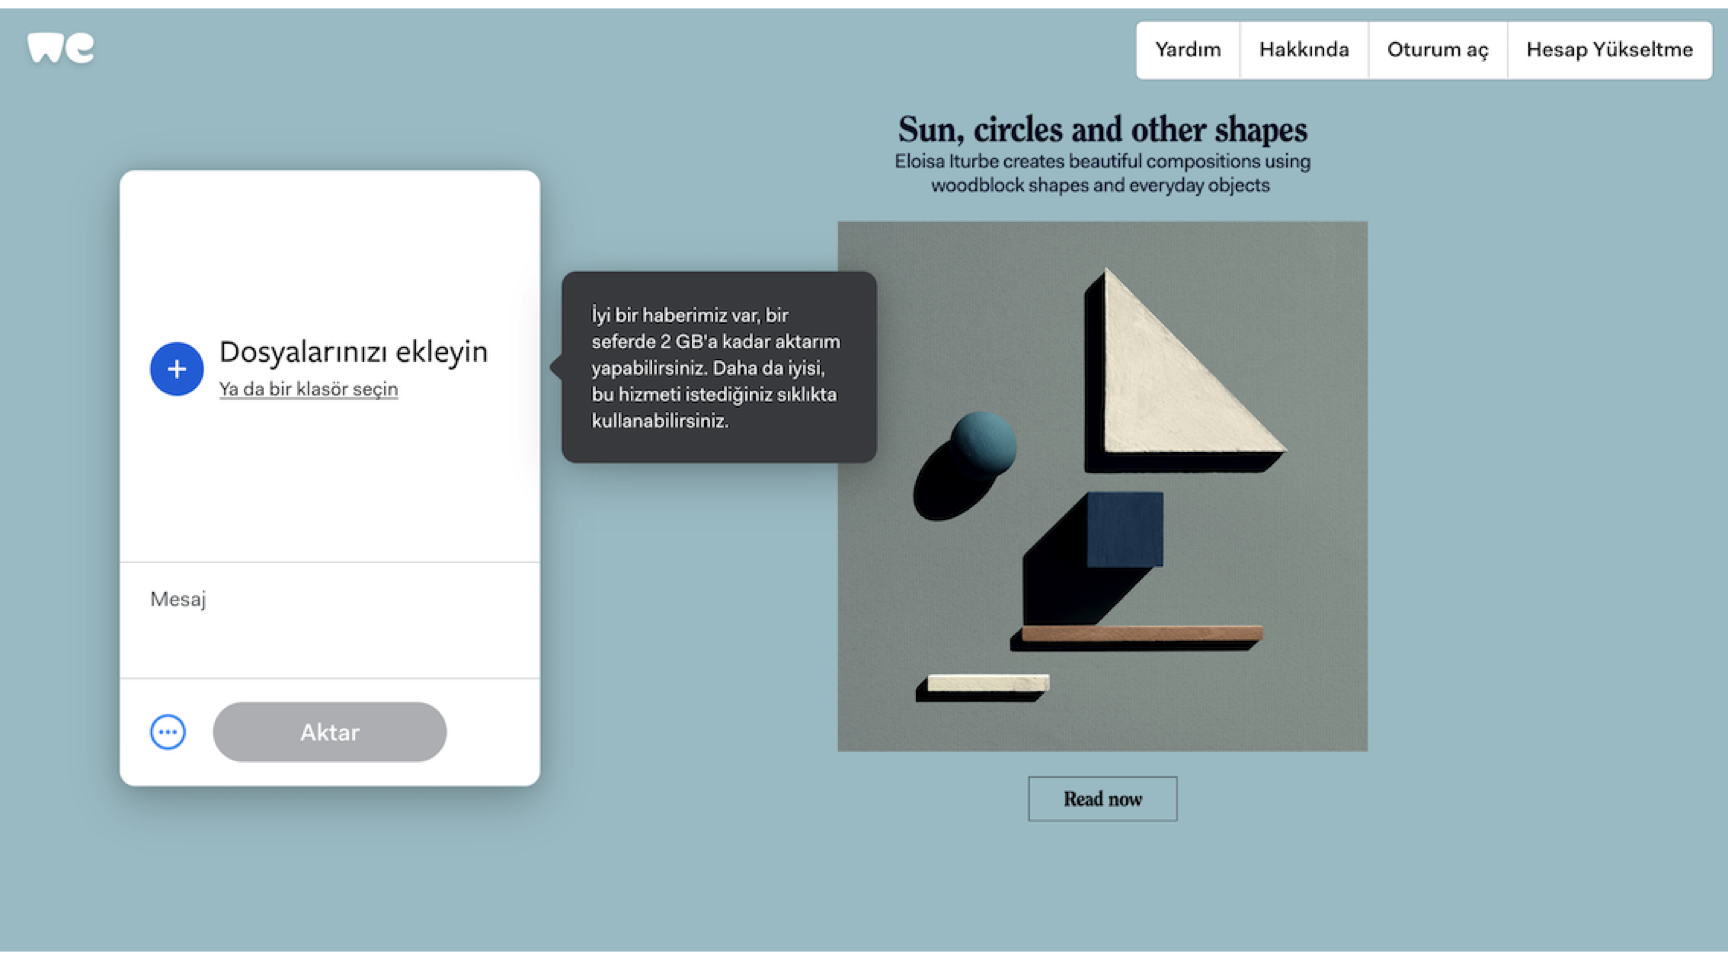 we
Yardım
Hakkında
Oturum aç
Hesap Yükseltme
Sun, circles and other shapes
Eloisa Iturbe creates beautiful compositions using
woodblock shapes and everyday objects
Dosyalarınızı ekleyin
Ya da bir klasör seçin
İyi bir haberimiz var, bir
seferde 2 GB'a kadar aktarım
yapabilirsiniz. Daha da iyisi,
bu hizmeti istediğiniz sıklıkta
kullanabilirsiniz.
Mesaj
Aktar
Read now